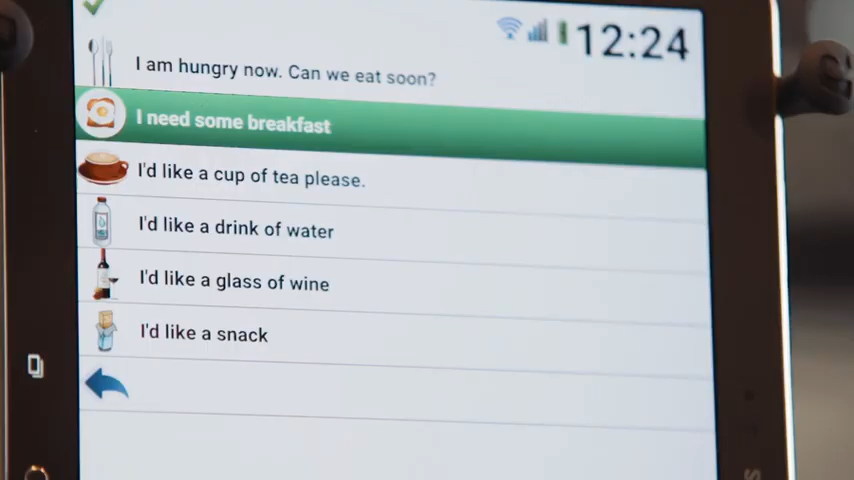 12:24
I am hungry now. Can we eat soon?
I need some breakfast
I'd like a cup of tea please.
I'd like a drink of water
I'd like a glass of wine
I'd like a snack